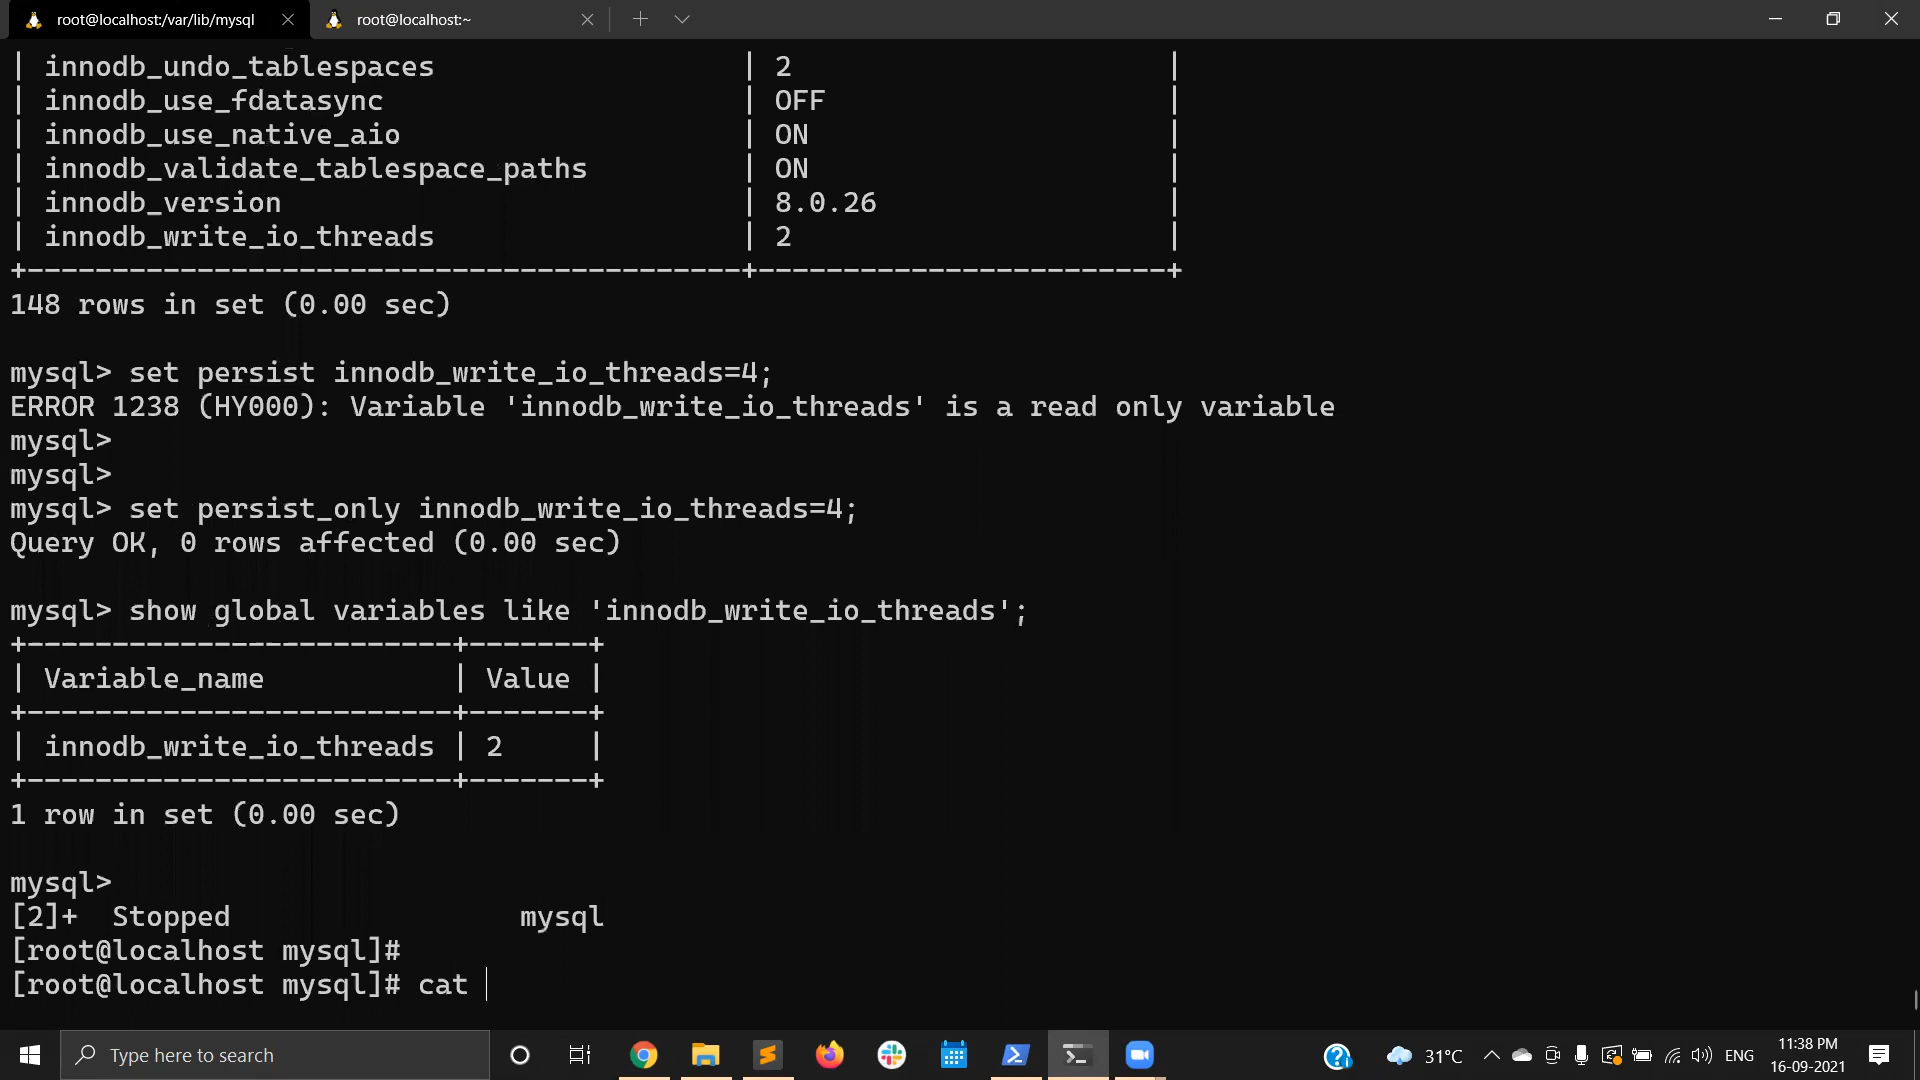 root@localhost:/var/lib/mysql
root@localhost:~
| innodb_undo_tablespaces | 2 |
| innodb_use_fdatasync | OFF |
| innodb_use_native_aio | ON |
| innodb_validate_tablespace_paths | ON |
| innodb_version | 8.0.26 |
| innodb_write_io_threads | 2 |
+------------------------------------------+------------------------+
148 rows in set (0.00 sec)
mysql> set persist innodb_write_io_threads=4;
ERROR 1238 (HY000): Variable 'innodb_write_io_threads' is a read only variable
mysql>
mysql>
mysql> set persist_only innodb_write_io_threads=4;
Query OK, 0 rows affected (0.00 sec)
mysql> show global variables like 'innodb_write_io_threads';
+-------------------------+-------+
| Variable_name | Value |
+-------------------------+-------+
| innodb_write_io_threads | 2 |
+-------------------------+-------+
1 row in set (0.00 sec)
mysql>
[2]+ Stopped mysql
[root@localhost mysql]#
[root@localhost mysql]# cat
Type here to search
31°C
ENG
11:38 PM
16-09-2021